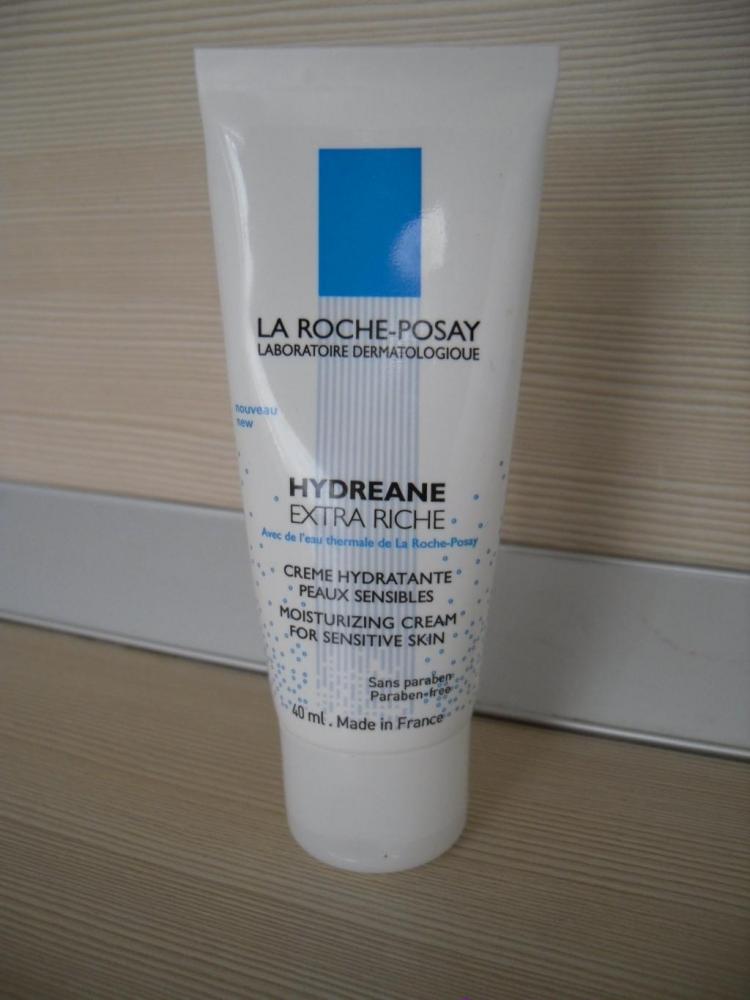 LA ROCHE-POSAY
LABORATOIRE DERMATOLOGIQUE
nouveau
new
HYDREANE
EXTRA RICHE
Avec de l'eau thermale de La Roche-Posay
CREME HYDRATANTE
PEAUX SENSIBLES
MOISTURIZING CREAM
FOR SENSITIVE SKIN
Sans paraben
Paraben-free
40 ml . Made in France